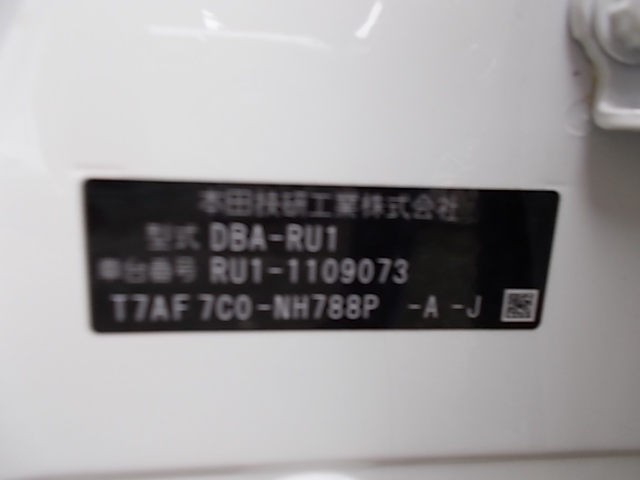 本田技研工業株式会社
型式 DBA-RU1
車台番号 RU1-1109073
T7AF 7C0-NH788P -A -J